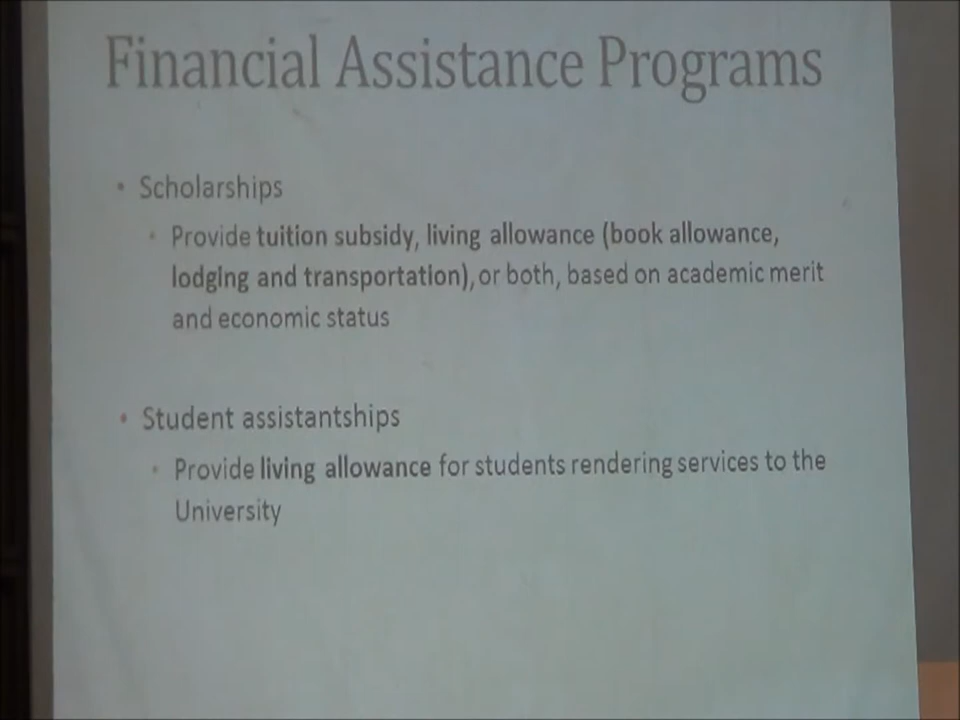 Financial Assistance Programs
• Scholarships
• Provide tuition subsidy, living allowance (book allowance,
lodging and transportation), or both, based on academic merit
and economic status
• Student assistantships
• Provide living allowance for students rendering services to the
University